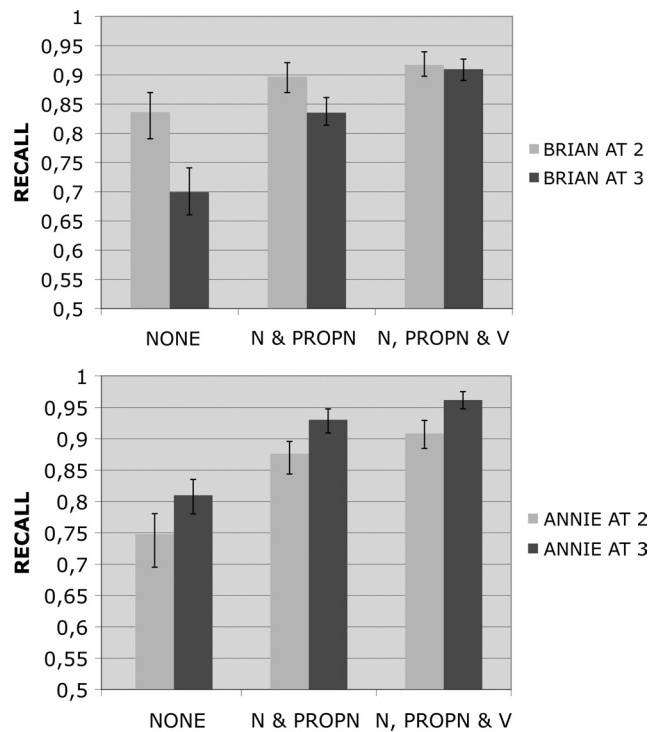 1
0,95
0,9
0,85
0,8
0,75
0,7
0,65
0,6
0,55
0,5
RECALL
NONE N & PROPN N, PROPN & V
BRIAN AT 2
BRIAN AT 3
1
0,95
0,9
0,85
0,8
0,75
0,7
0,65
0,6
0,55
0,5
RECALL
NONE N & PROPN N, PROPN & V
ANNIE AT 2
ANNIE AT 3